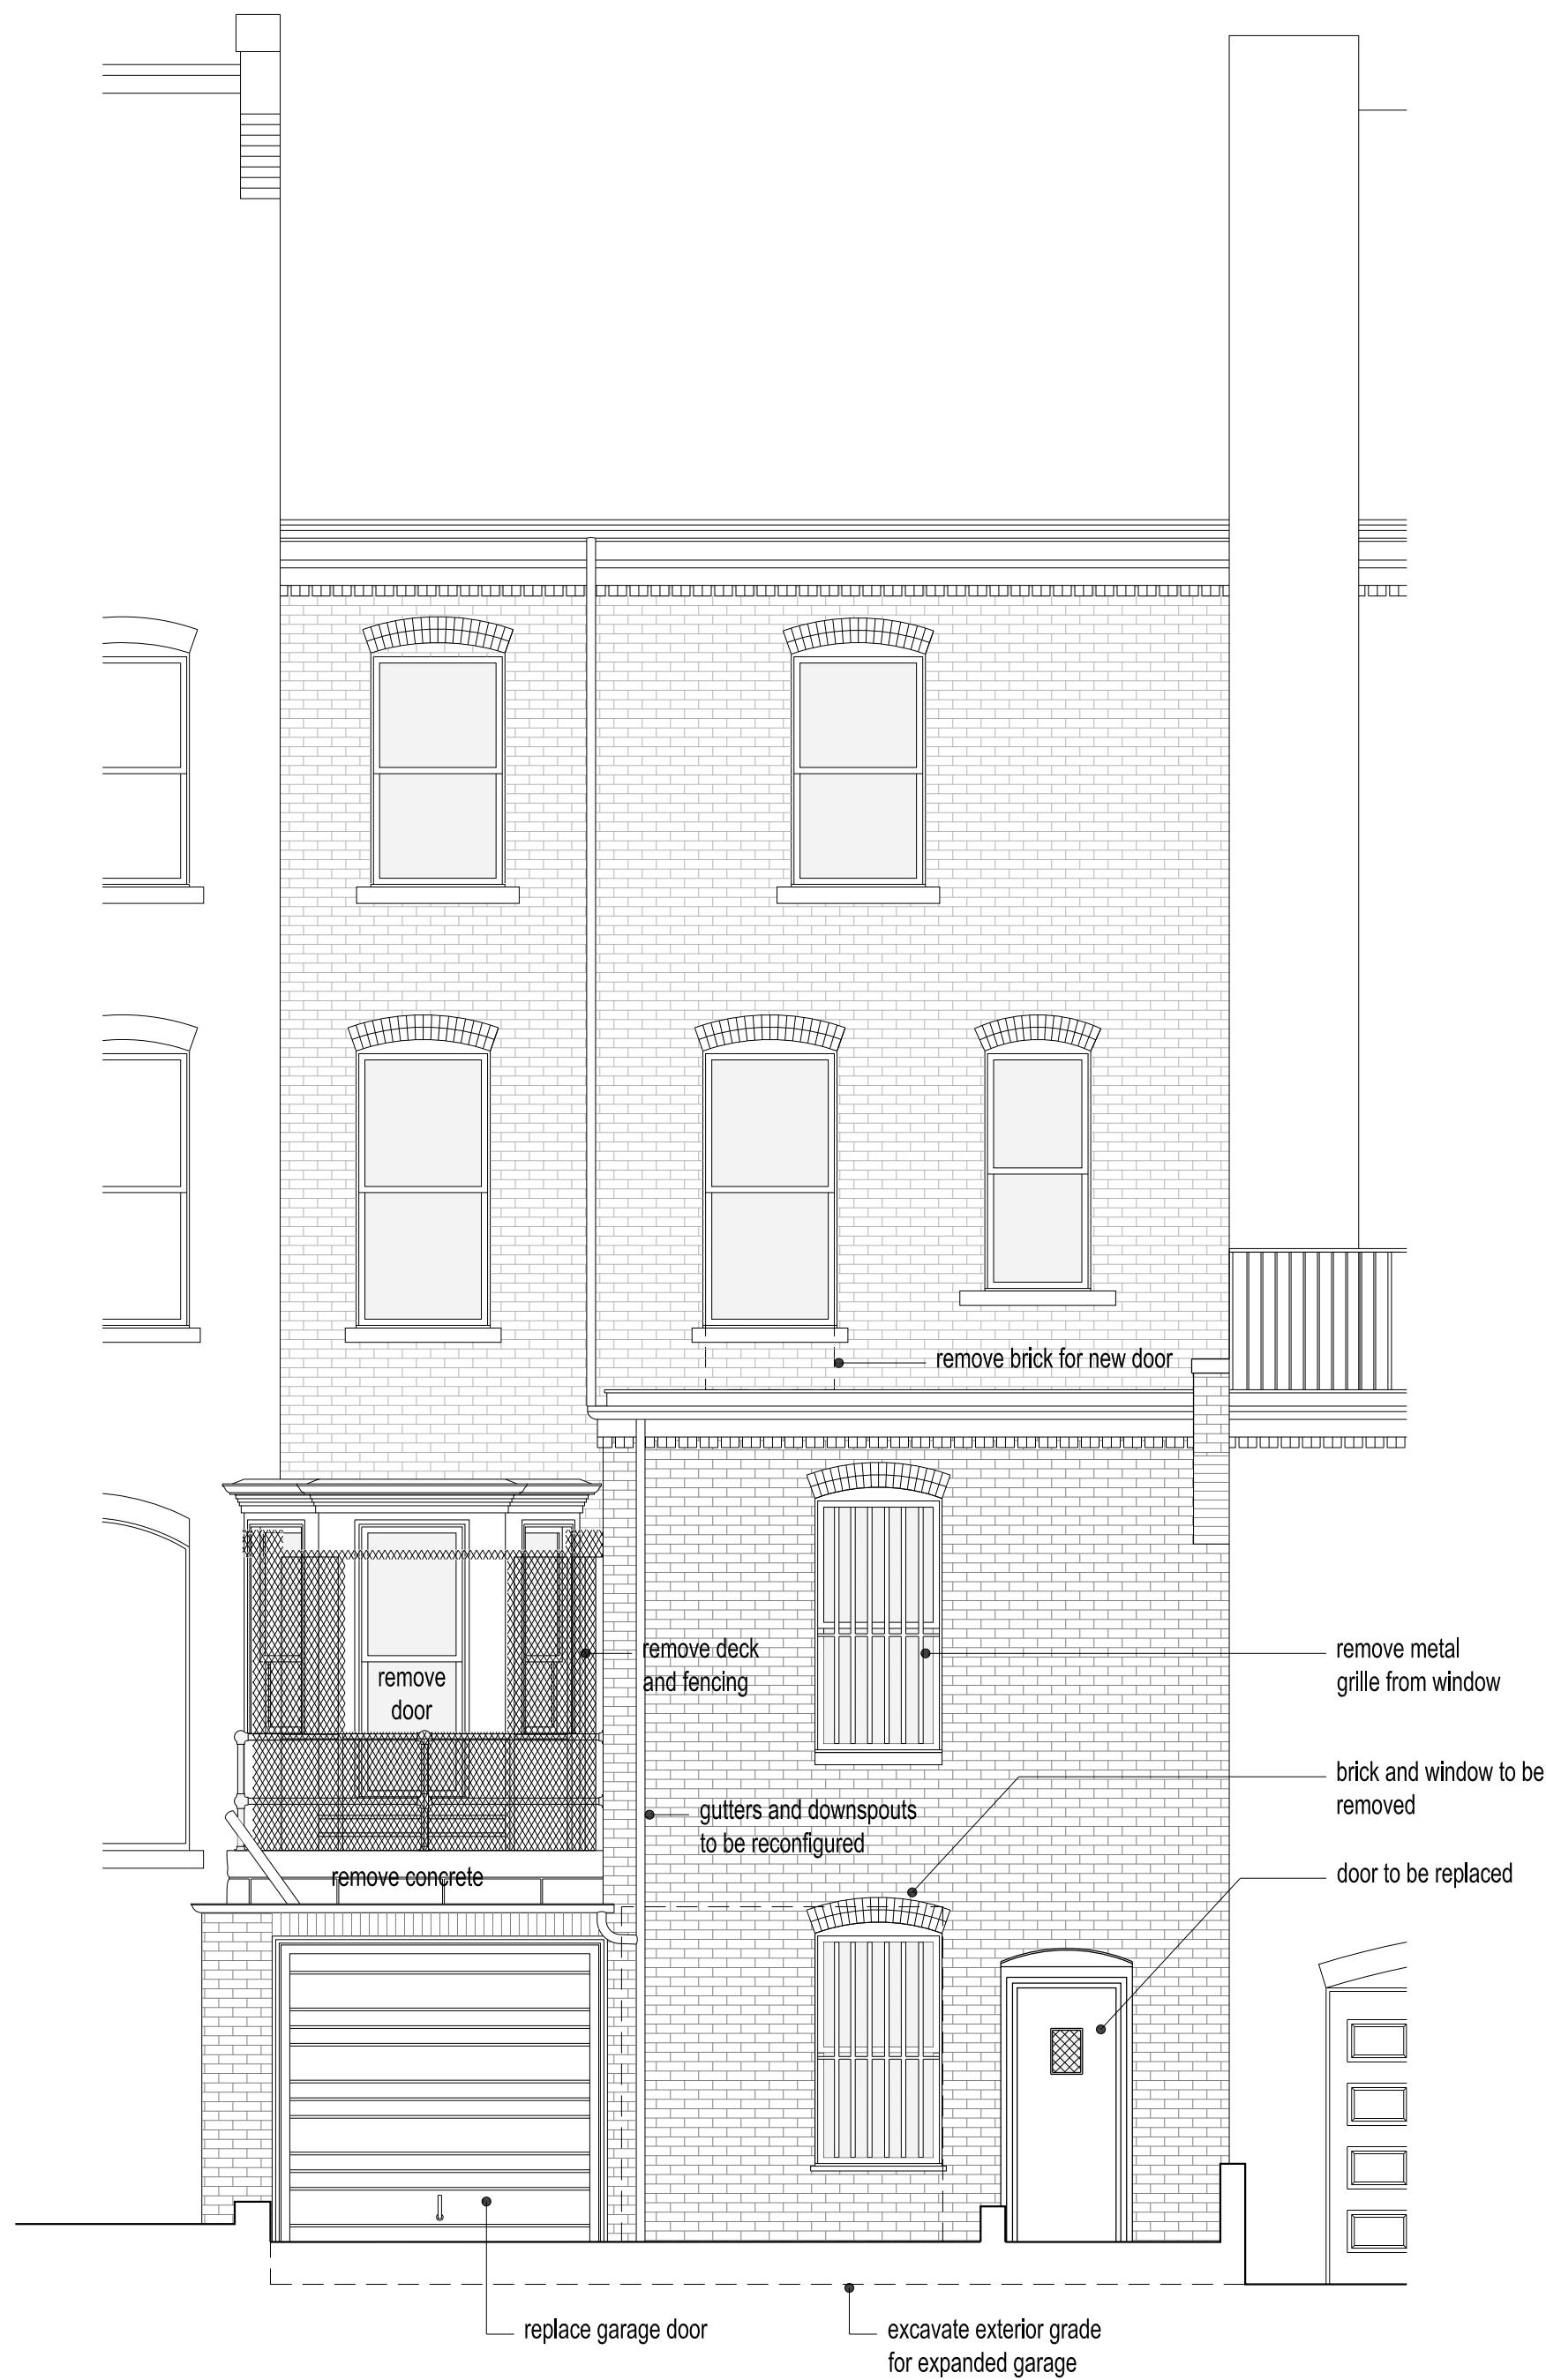 remove brick for new door
remove deck
and fencing
remove
door
remove metal
grille from window
brick and window to be
removed
gutters and downspouts
to be reconfigured
remove concrete
door to be replaced
replace garage door
excavate exterior grade
for expanded garage